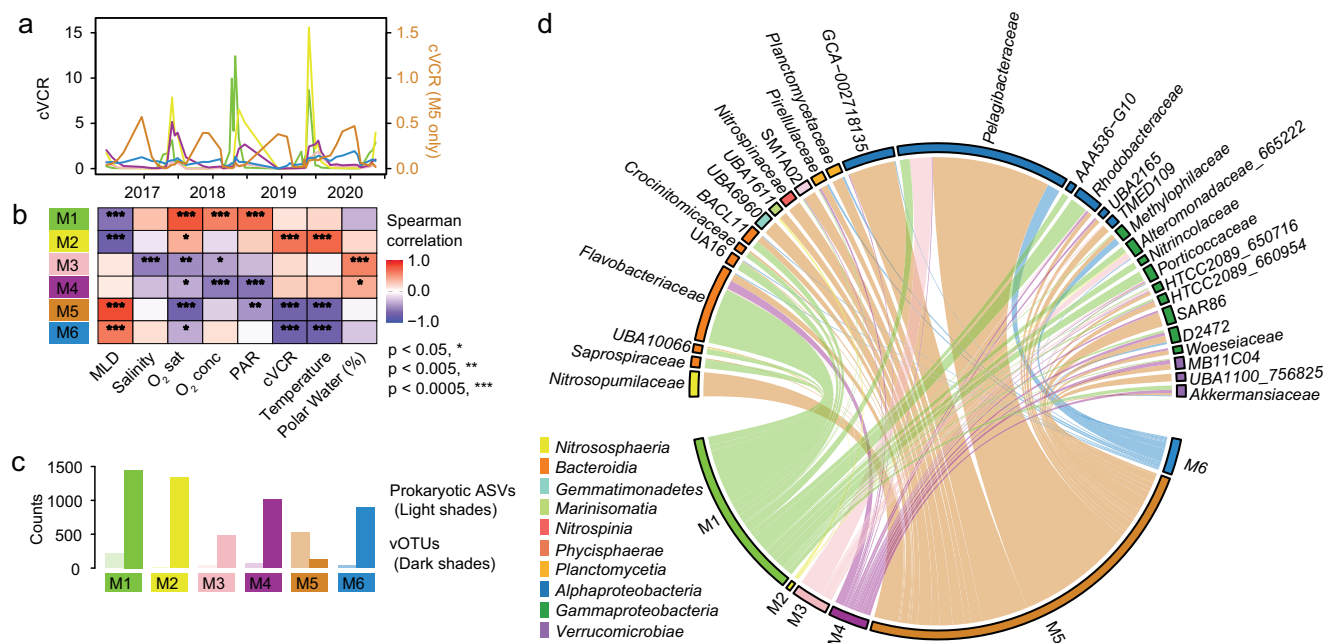 a
cVCR
15
10
5
0
1.5
1.0
0.5
0.0
cVCR
(M5 only)
2017 2018 2019 2020
b
M1 *** *** *** ***
M2 *** * *** ***
M3 *** ** * ***
M4 * *** *** *
M5 *** *** ** *** ***
M6 *** * *** ***
MLD
Salinity
O2 sat
O2 conc
PAR
cVCR
Temperature
Polar Water (%)
Spearman
correlation
1.0
0.0
−1.0
p < 0.05, *
p < 0.005, **
p < 0.0005, ***
c
Counts
1500
1000
500
0
M1 M2 M3 M4 M5 M6
Prokaryotic ASVs
(Light shades)
vOTUs
(Dark shades)
d
Nitrosopumilaceae
Saprospiraceae
UBA10066
Flavobacteriaceae
UA16
BACL11
Crocinitomicaceae
UBA6960
UBA1611
Nitrospinaceae
SM1A02
Pirellulaceae
Planctomycetaceae
GCA−002718135
Pelagibacteraceae
AAA536−G10
Rhodobacteraceae
UBA2165
TMED109
Methylophilaceae
Alteromonadaceae_665222
Nitrincolaceae
Porticoccaceae
HTCC2089_650716
HTCC2089_660954
SAR86
D2472
Woeseiaceae
MB11C04
UBA1100_756825
Akkermansiaceae
M1
M2
M3
M4
M5
M6
Nitrososphaeria
Bacteroidia
Gemmatimonadetes
Marinisomatia
Nitrospinia
Phycisphaerae
Planctomycetia
Alphaproteobacteria
Gammaproteobacteria
Verrucomicrobiae